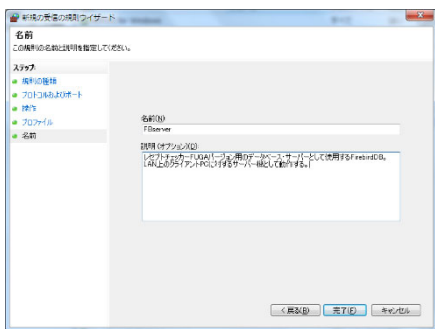 新規の受信の規則ウィザード
名前
この規則の名前と説明を指定してください。
ステップ:
規則の種類
プロトコルおよびポート
操作
プロファイル
名前
名前(N):
FBserver
説明 (オプション)(D):
レセプトチェッカーFUGAバージョン用のデータベース・サーバーとして使用するFirebirdDB。
LAN上のクライアントPCに対するサーバー機として動作する。
< 戻る(B)
完了(F)
キャンセル